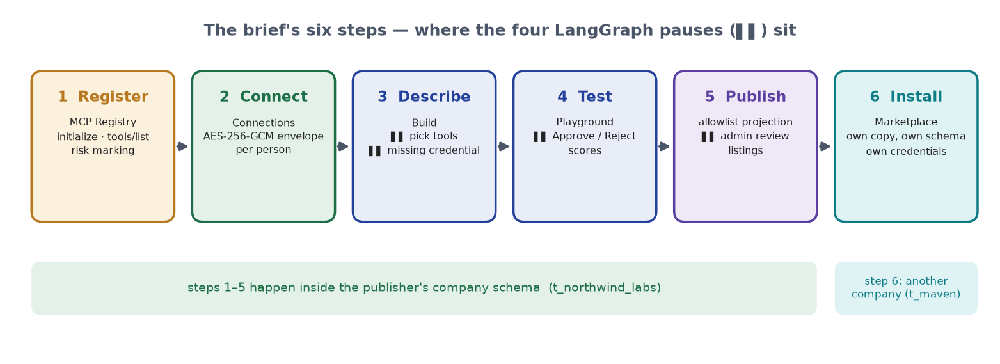 The brief's six steps — where the four LangGraph pauses (▌▌) sit
1 Register
MCP Registry
initialize · tools/list
risk marking
2 Connect
Connections
AES-256-GCM envelope
per person
3 Describe
Build
▌▌ pick tools
▌▌ missing credential
4 Test
Playground
▌▌ Approve / Reject
scores
5 Publish
allowlist projection
▌▌ admin review
listings
6 Install
Marketplace
own copy, own schema
own credentials
steps 1–5 happen inside the publisher's company schema (t_northwind_labs)
step 6: another
company (t_maven)